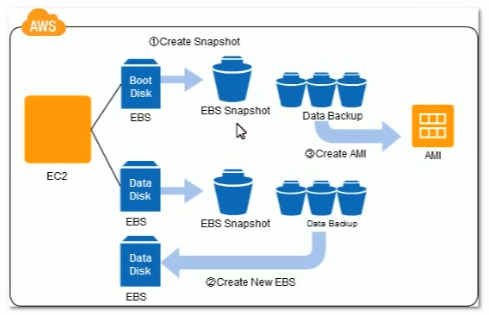 AWS
①Create Snapshot
Boot
Disk
EBS
EBS Snapshot
Data Backup
③Create AMI
AMI
EC2
Data
Disk
EBS
EBS Snapshot
Data Backup
Data
Disk
②Create New EBS
EBS